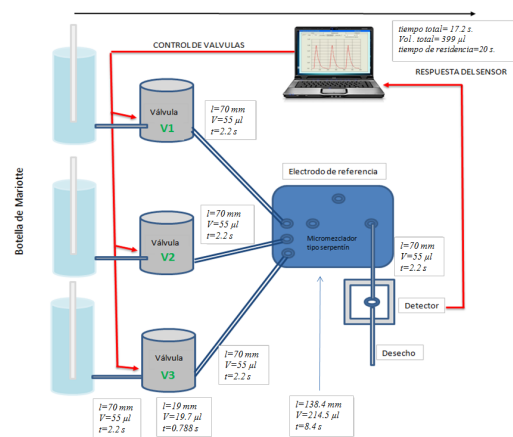 tiempo total= 17.2 s.
Vol. total= 399 µl
tiempo de residencia=20 s.
CONTROL DE VALVULAS
RESPUESTA DEL SENSOR
Botella de Mariotte
Válvula
V1
l=70 mm
V=55 µl
t=2.2 s
Electrodo de referencia
Micromezclador
tipo serpentín
Válvula
V2
l=70 mm
V=55 µl
t=2.2 s
l=70 mm
V=55 µl
t=2.2 s
Detector
Desecho
Válvula
V3
l=70 mm
V=55 µl
t=2.2 s
l=70 mm
V=55 µl
t=2.2 s
l=19 mm
V=19.7 µl
t=0.788 s
l=138.4 mm
V=214.5 µl
t=8.4 s